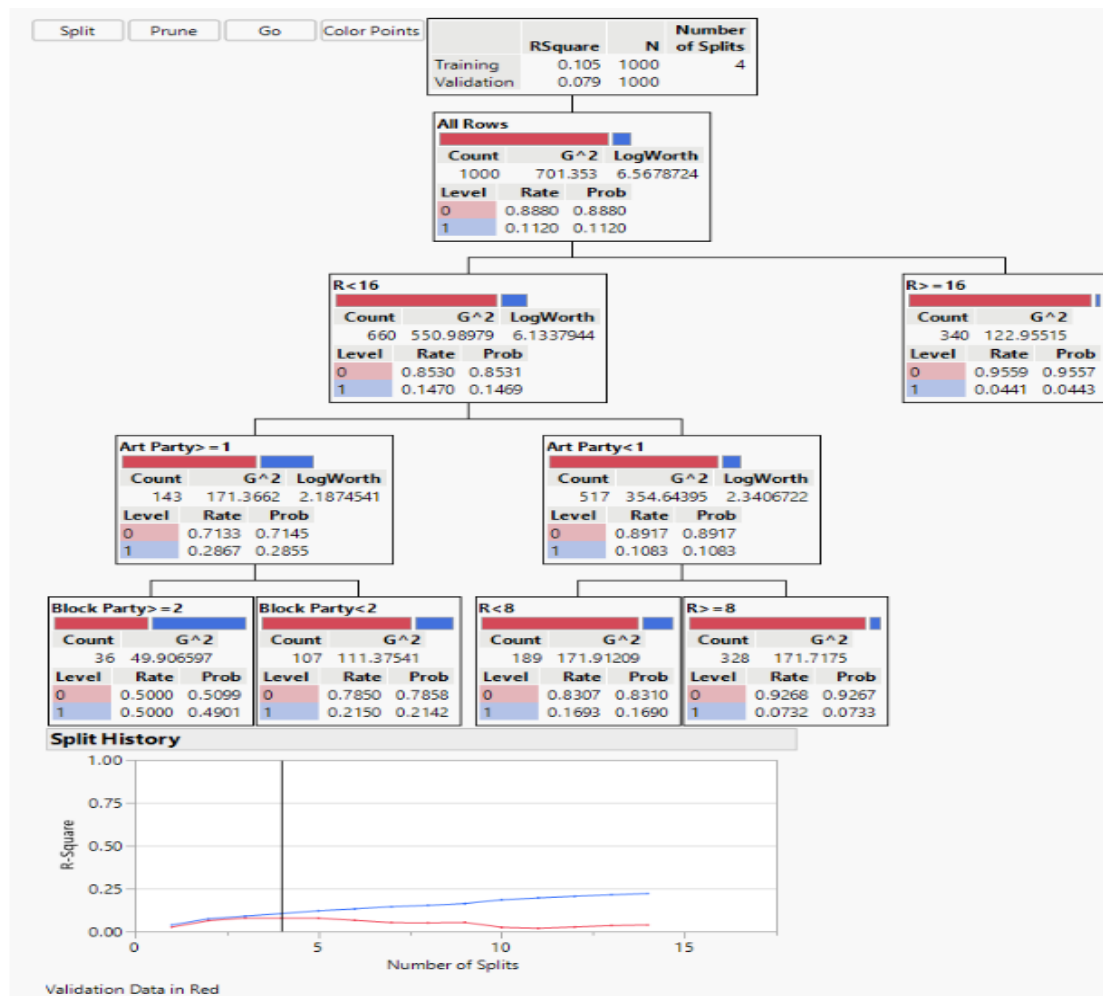 Split Prune Go Color Points
Number
RSquare N of Splits
Training 0.105 1000 4
Validation 0.079 1000
All Rows
Count G^2 LogWorth
1000 701.353 6.5678724
Level Rate Prob
0 0.8880 0.8880
1 0.1120 0.1120
R<16
Count G^2 LogWorth
660 550.98979 6.1337944
Level Rate Prob
0 0.8530 0.8531
1 0.1470 0.1469
R>=16
Count G^2
340 122.95515
Level Rate Prob
0 0.9559 0.9557
1 0.0441 0.0443
Art Party>=1
Count G^2 LogWorth
143 171.3662 2.1874541
Level Rate Prob
0 0.7133 0.7145
1 0.2867 0.2855
Art Party<1
Count G^2 LogWorth
517 354.64395 2.3406722
Level Rate Prob
0 0.8917 0.8917
1 0.1083 0.1083
Block Party>=2
Count G^2
36 49.906597
Level Rate Prob
0 0.5000 0.5099
1 0.5000 0.4901
Block Party<2
Count G^2
107 111.37541
Level Rate Prob
0 0.7850 0.7858
1 0.2150 0.2142
R<8
Count G^2
189 171.91209
Level Rate Prob
0 0.8307 0.8310
1 0.1693 0.1690
R>=8
Count G^2
328 171.7175
Level Rate Prob
0 0.9268 0.9267
1 0.0732 0.0733
Split History
1.00
0.75
0.50
0.25
0.00
R-Square
0 5 10 15
Number of Splits
Validation Data in Red